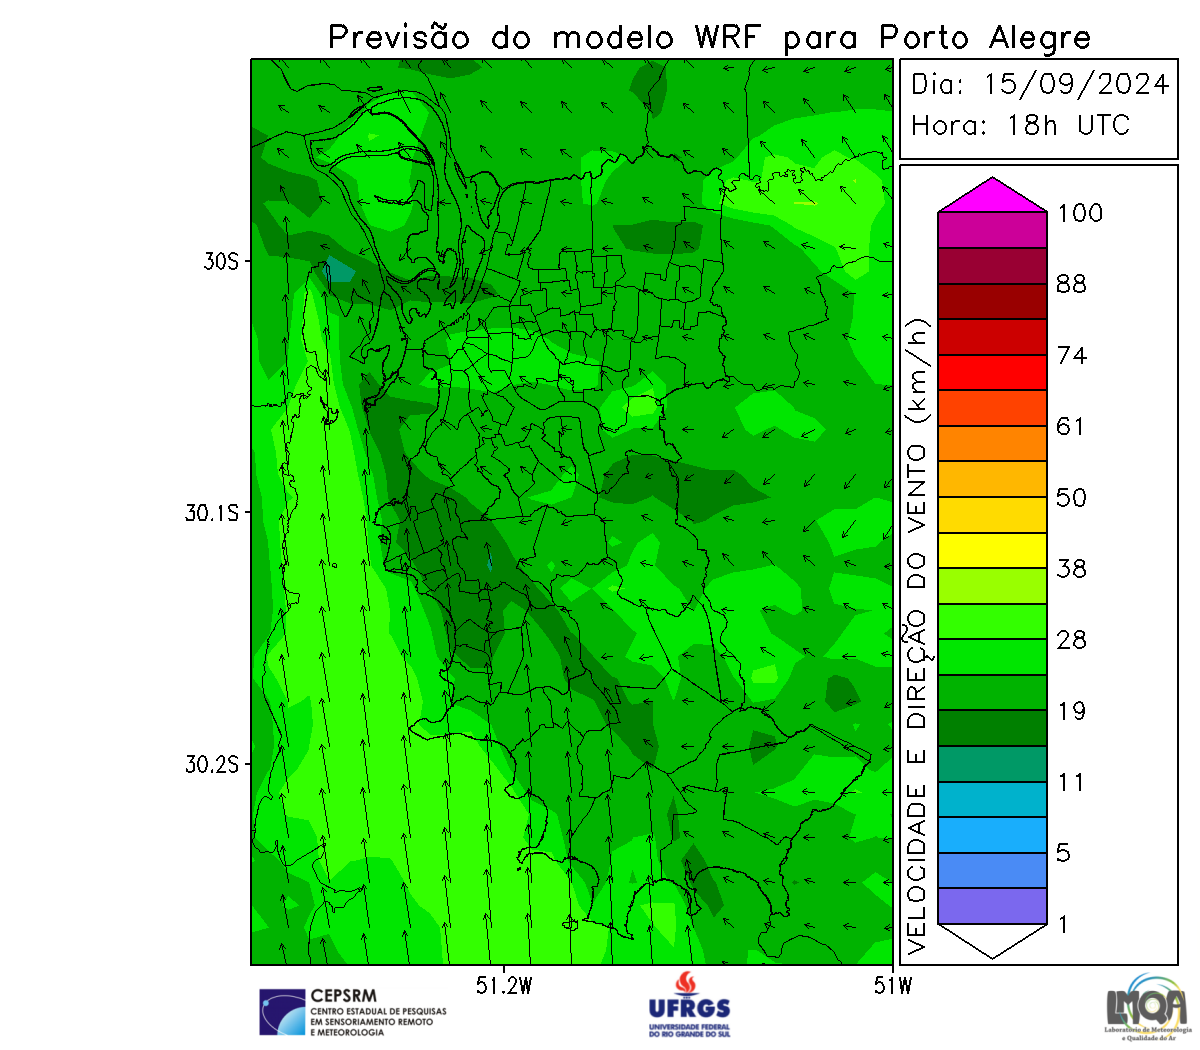 Previsão do modelo WRF para Porto Alegre
Dia: 15/09/2024
Hora: 18h UTC
100
88
74
61
50
38
28
19
11
5
1
VELOCIDADE E DIREÇÃO DO VENTO (km/h)
30S
30.1S
30.2S
51.2W
51W
CEPSRM
CENTRO ESTADUAL DE PESQUISAS
EM SENSORIAMENTO REMOTO
E METEOROLOGIA
UFRGS
UNIVERSIDADE FEDERAL
DO RIO GRANDE DO SUL
LMQA
Laboratório de Meteorologia
e Qualidade do Ar